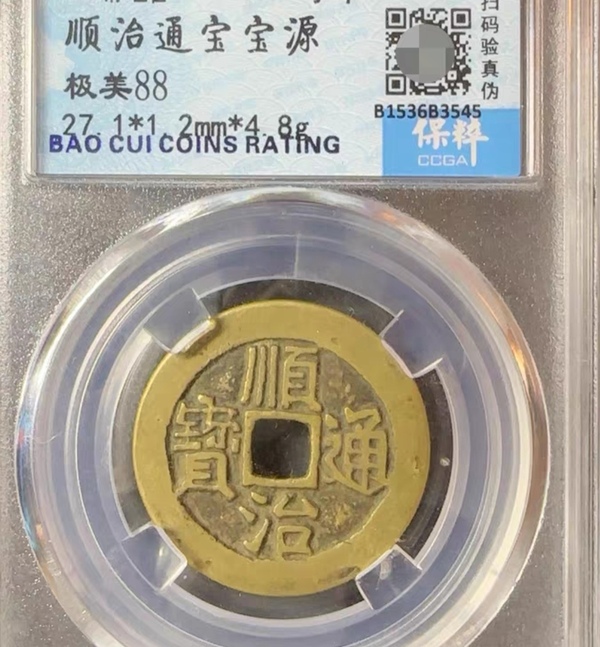 顺治通宝宝源
极美88
27.1*1.2mm*4.8g
BAO CUI COINS RATING
扫码验真伪
B1536B3545
保粹
CCGA
順治通寶